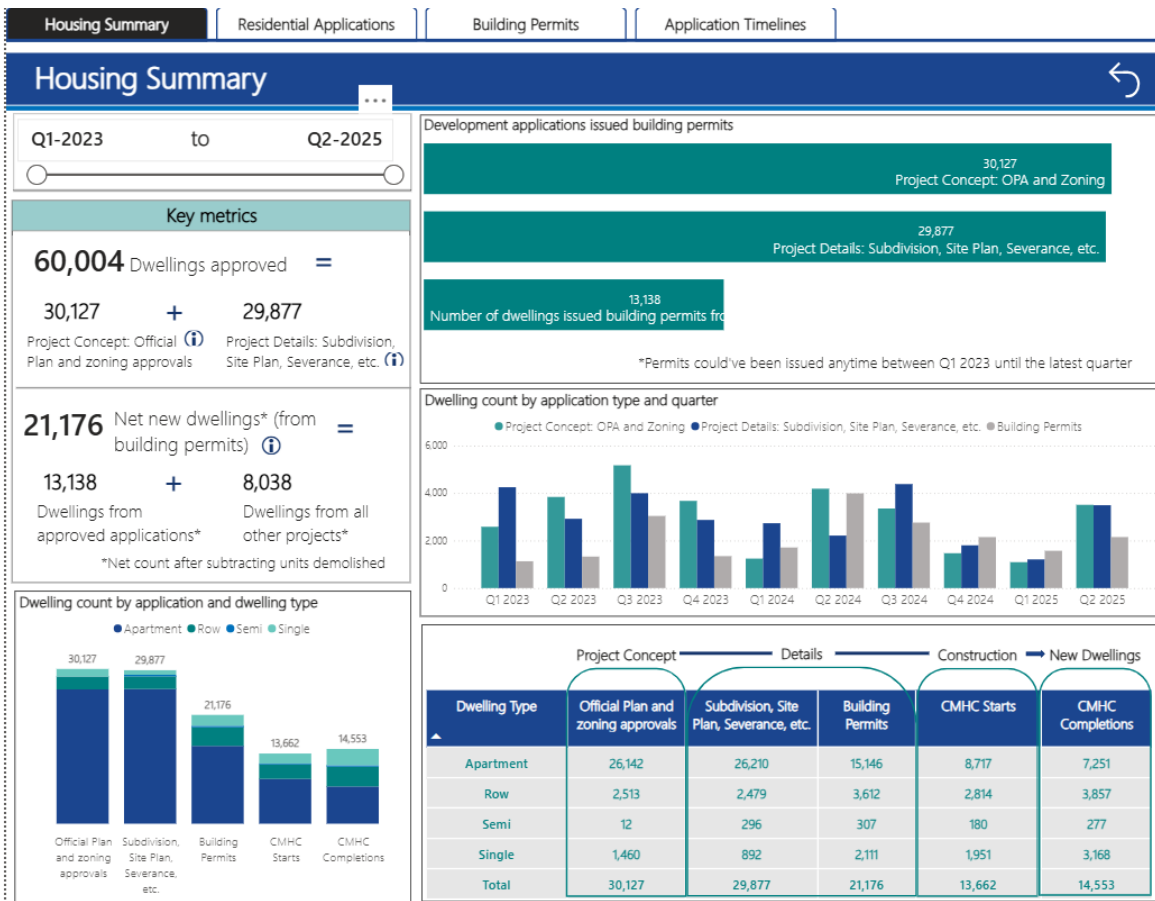 Housing Summary
Residential Applications
Building Permits
Application Timelines
Housing Summary
...
Q1-2023 to Q2-2025
Key metrics
60,004 Dwellings approved =
30,127 + 29,877
Project Concept: Official
Plan and zoning approvals
Project Details: Subdivision,
Site Plan, Severance, etc.
21,176 Net new dwellings* (from
building permits) =
13,138 + 8,038
Dwellings from
approved applications*
Dwellings from all
other projects*
*Net count after subtracting units demolished
Dwelling count by application and dwelling type
Apartment Row Semi Single
30,127
29,877
21,176
13,662
14,553
Official Plan
and zoning
approvals
Subdivision,
Site Plan,
Severance,
etc.
Building
Permits
CMHC
Starts
CMHC
Completions
Development applications issued building permits
30,127
Project Concept: OPA and Zoning
29,877
Project Details: Subdivision, Site Plan, Severance, etc.
13,138
Number of dwellings issued building permits fro
*Permits could've been issued anytime between Q1 2023 until the latest quarter
Dwelling count by application type and quarter
Project Concept: OPA and Zoning Project Details: Subdivision, Site Plan, Severance, etc. Building Permits
6,000
4,000
2,000
0
Q1 2023 Q2 2023 Q3 2023 Q4 2023 Q1 2024 Q2 2024 Q3 2024 Q4 2024 Q1 2025 Q2 2025
Project Concept Details Construction New Dwellings
Dwelling Type
Official Plan and
zoning approvals
Subdivision, Site
Plan, Severance, etc.
Building
Permits
CMHC Starts
CMHC
Completions
Apartment 26,142 26,210 15,146 8,717 7,251
Row 2,513 2,479 3,612 2,814 3,857
Semi 12 296 307 180 277
Single 1,460 892 2,111 1,951 3,168
Total 30,127 29,877 21,176 13,662 14,553